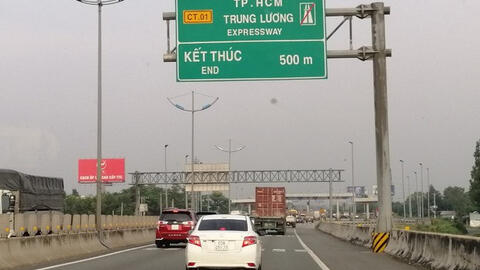 TP.HCM
CT.01
TRUNG LƯƠNG
EXPRESSWAY
KẾT THÚC
END
500 m